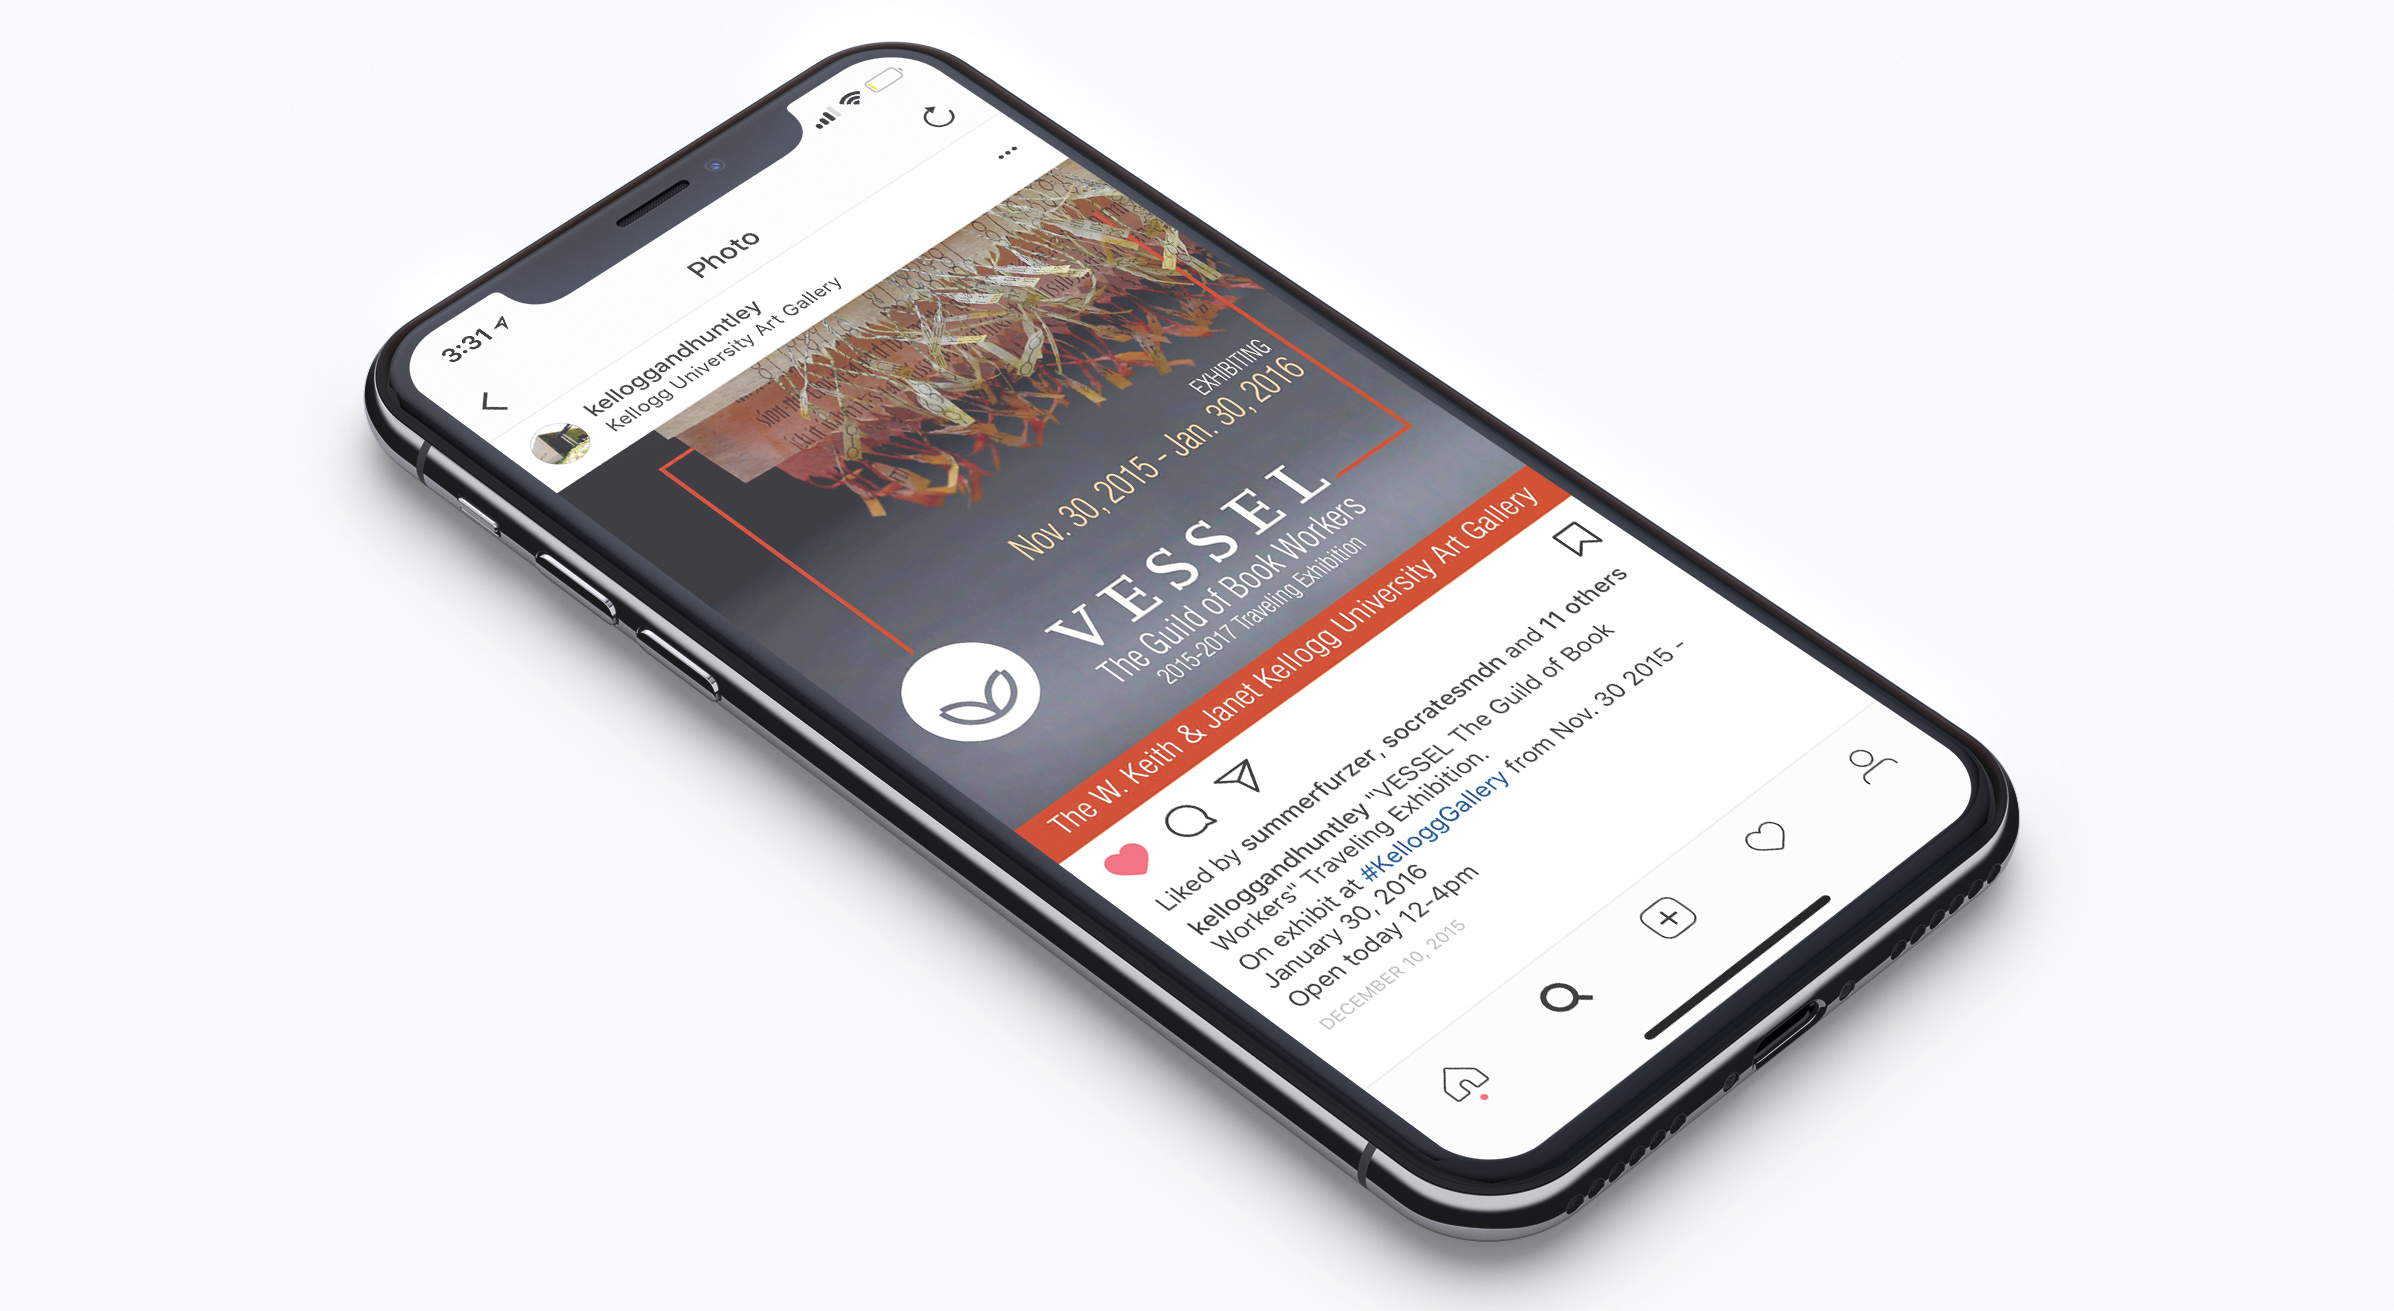 3:31
Photo
kelloggandhuntley
Kellogg University Art Gallery
EXHIBITING
Nov. 30, 2015 - Jan. 30, 2016
VESSEL
The Guild of Book Workers
2015-2017 Traveling Exhibition
The W. Keith & Janet Kellogg University Art Gallery
Liked by summerfurzer, socratesmdn and 11 others
kelloggandhuntley "VESSEL The Guild of Book
Workers" Traveling Exhibition.
On exhibit at #KelloggGallery from Nov. 30 2015 -
January 30, 2016
Open today 12-4pm
DECEMBER 10, 2015